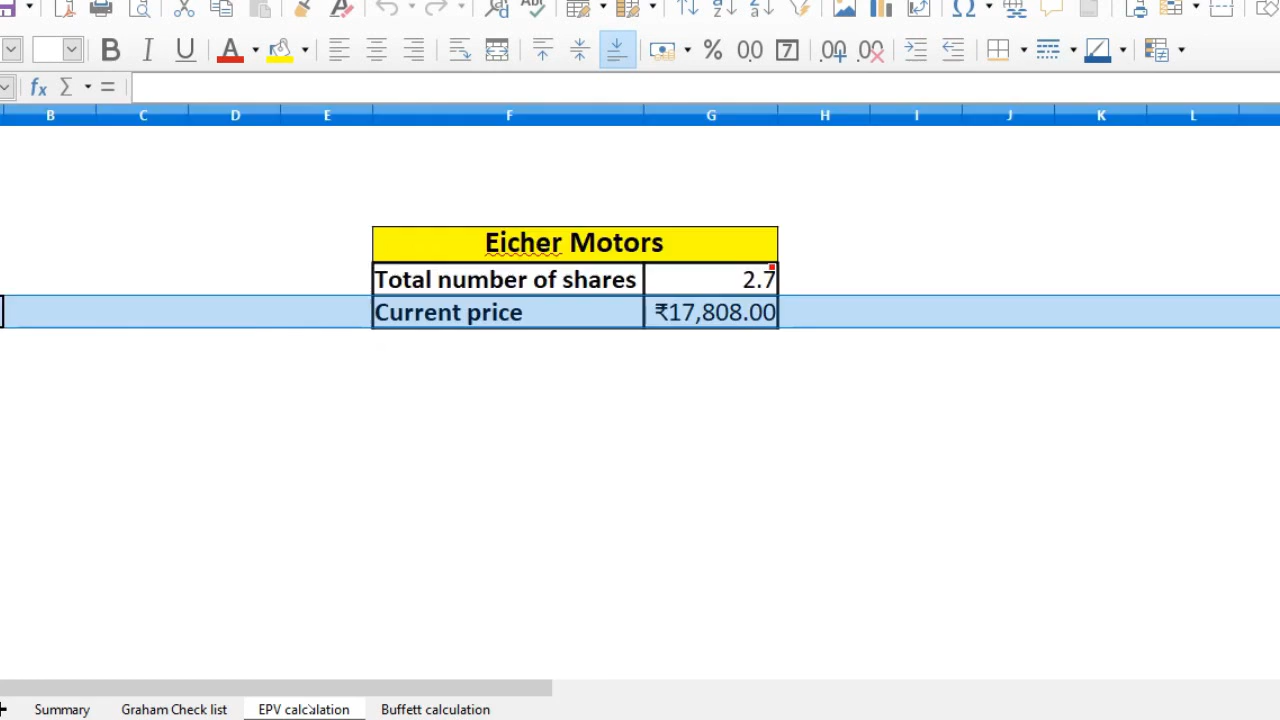 B C D E F G H I J K L
Eicher Motors
Total number of shares 2.7
Current price ₹17,808.00
Summary Graham Check list EPV calculation Buffett calculation